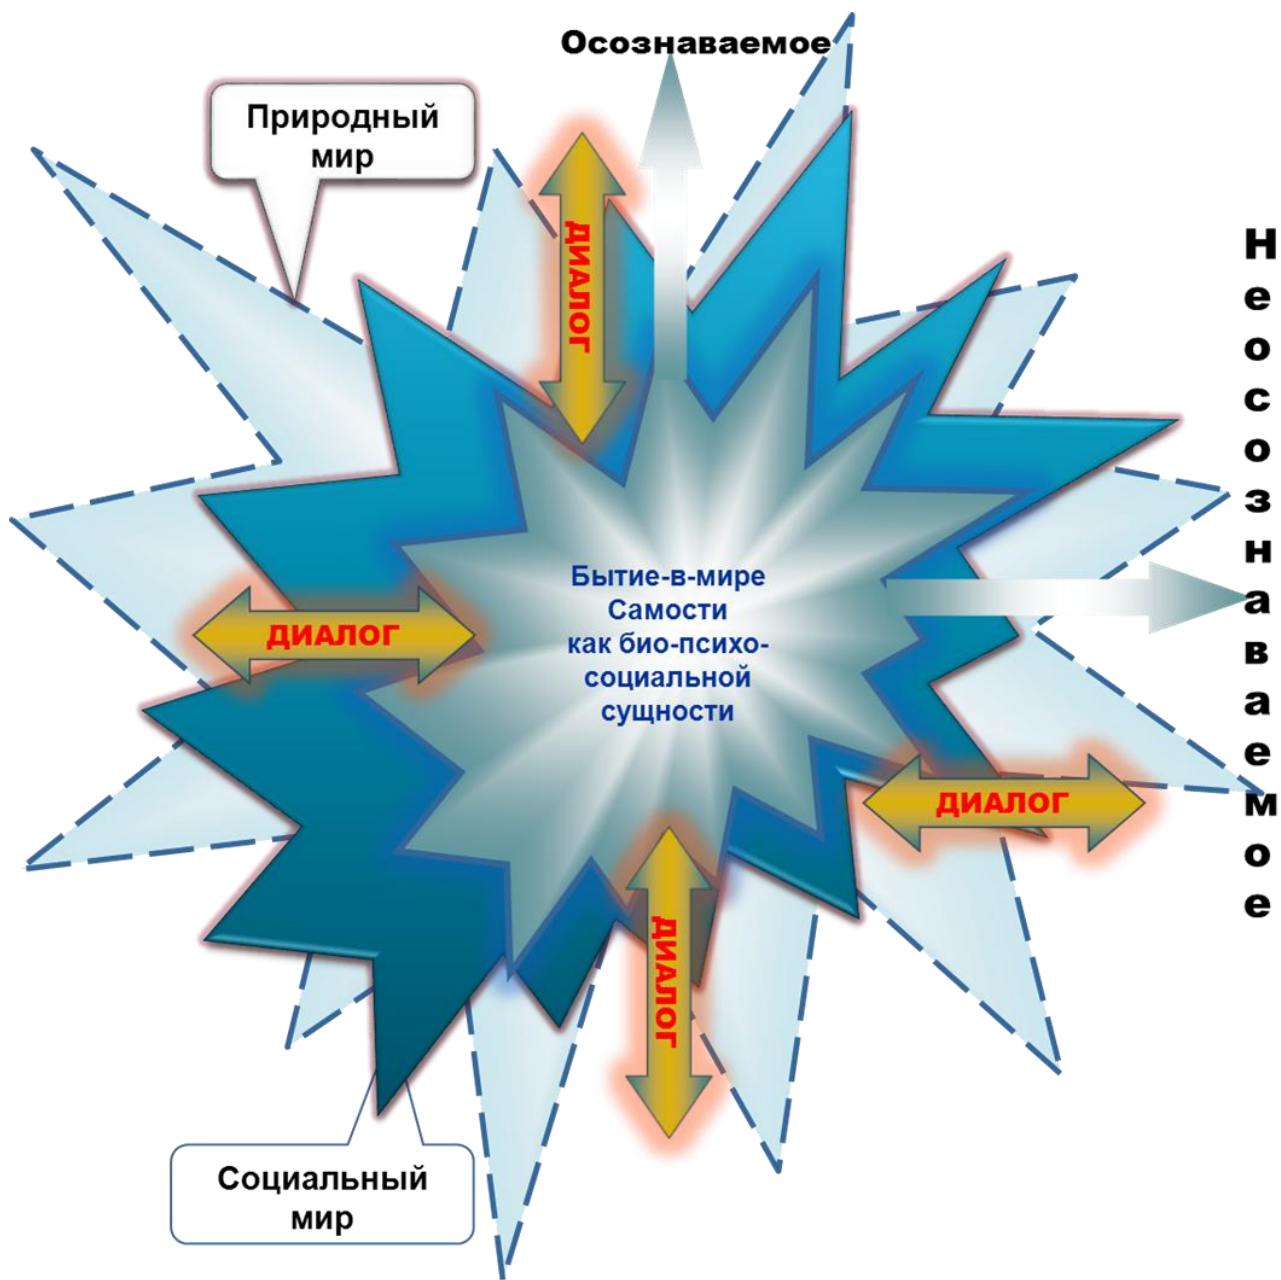 Осознаваемое
Природный
мир
ДИАЛОГ
Неосознаваемое
Бытие-в-мире
Самости
как био-психо-
социальной
сущности
ДИАЛОГ
ДИАЛОГ
ДИАЛОГ
Социальный
мир